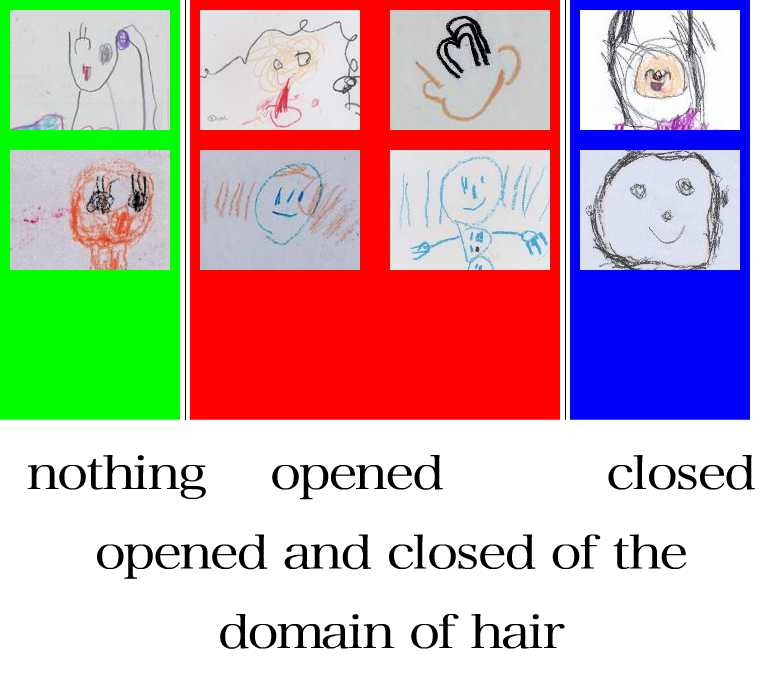 nothing opened closed
opened and closed of the
domain of hair